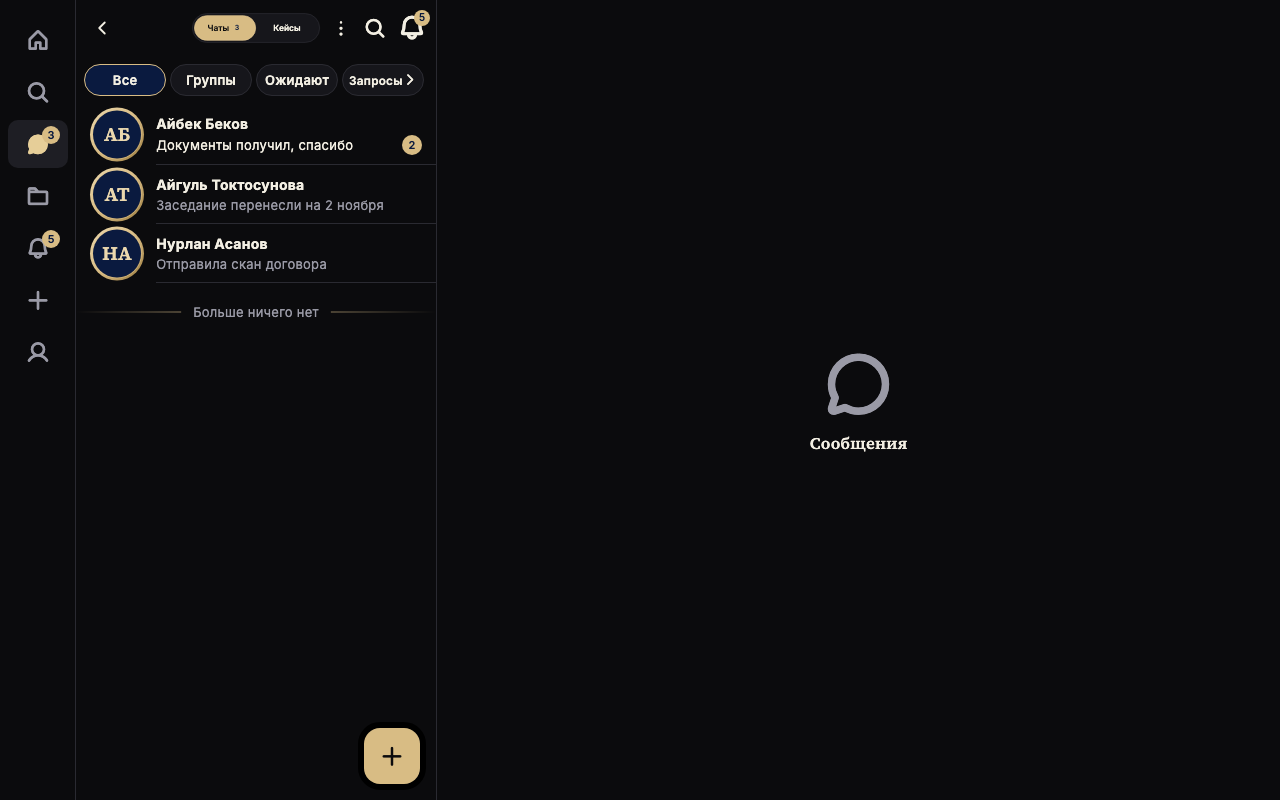 Чаты 3 Кейсы
5
Все Группы Ожидают Запросы
3
5
АБ
Айбек Беков
Документы получил, спасибо
2
АТ
Айгуль Токтосунова
Заседание перенесли на 2 ноября
НА
Нурлан Асанов
Отправила скан договора
Больше ничего нет
Сообщения